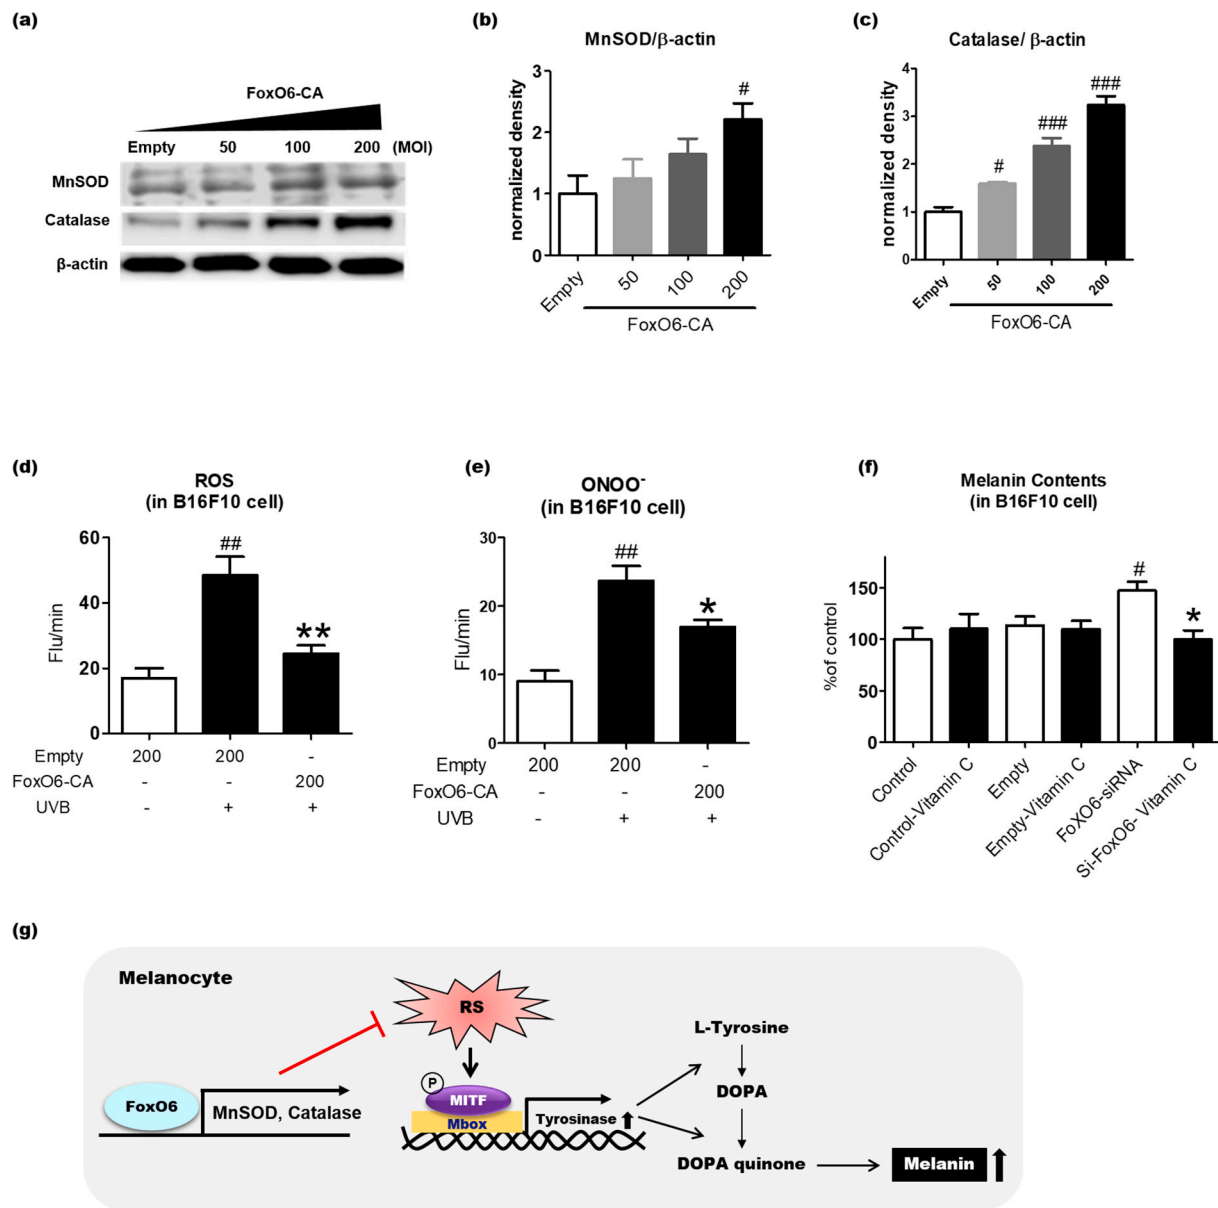 (a)
FoxO6-CA
Empty 50 100 200 (MOI)
MnSOD
Catalase
β-actin
(b)
MnSOD/β-actin
normalized density
3
2
1
0
Empty 50 100 200
#
FoxO6-CA
(c)
Catalase/ β-actin
normalized density
4
3
2
1
0
# ### ###
Empty 50 100 200
FoxO6-CA
(d)
ROS
(in B16F10 cell)
Flu/min
60
40
20
0
## **
Empty 200 200 -
FoxO6-CA - - 200
UVB - + +
(e)
ONOO⁻
(in B16F10 cell)
Flu/min
30
20
10
0
## *
Empty 200 200 -
FoxO6-CA - - 200
UVB - + +
(f)
Melanin Contents
(in B16F10 cell)
%of control
150
100
50
0
# *
Control
Control-Vitamin C
Empty
Empty-Vitamin C
FoXO6-siRNA
Si-FoxO6- Vitamin C
(g)
Melanocyte
RS
L-Tyrosine
P
MITF
DOPA
FoxO6
MnSOD, Catalase
Mbox
Tyrosinase
DOPA quinone
Melanin